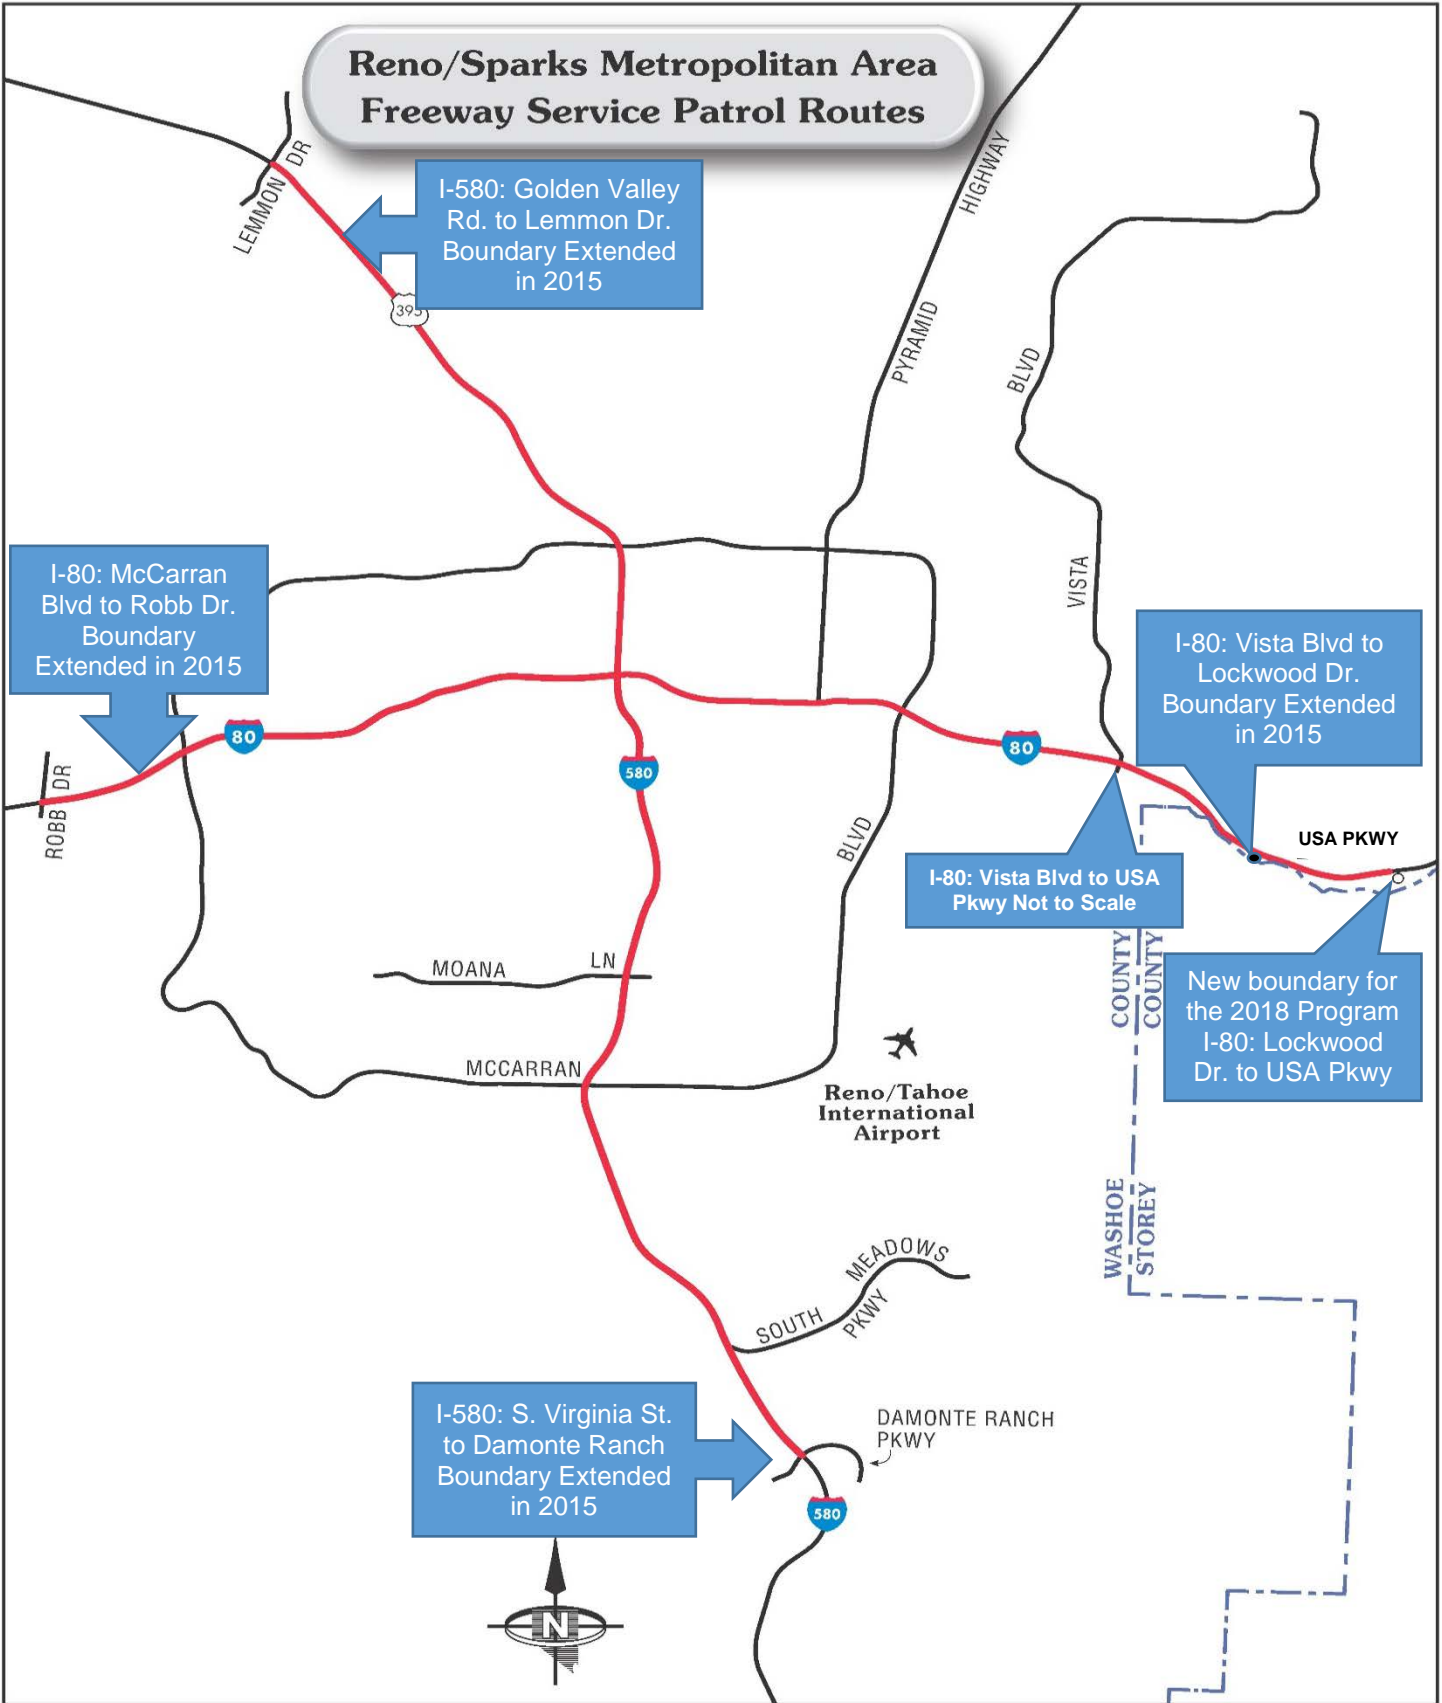 Reno/Sparks Metropolitan Area
Freeway Service Patrol Routes
LEMMON DR
I-580: Golden Valley
Rd. to Lemmon Dr.
Boundary Extended
in 2015
395
PYRAMID HIGHWAY
VISTA BLVD
I-80: McCarran
Blvd to Robb Dr.
Boundary
Extended in 2015
I-80: Vista Blvd to
Lockwood Dr.
Boundary Extended
in 2015
80
80
580
ROBB DR
USA PKWY
I-80: Vista Blvd to USA
Pkwy Not to Scale
MOANA LN
New boundary for
the 2018 Program
I-80: Lockwood
Dr. to USA Pkwy
MCCARRAN BLVD
Reno/Tahoe
International
Airport
WASHOE COUNTY
STOREY COUNTY
SOUTH MEADOWS
PKWY
I-580: S. Virginia St.
to Damonte Ranch
Boundary Extended
in 2015
DAMONTE RANCH
PKWY
580
N